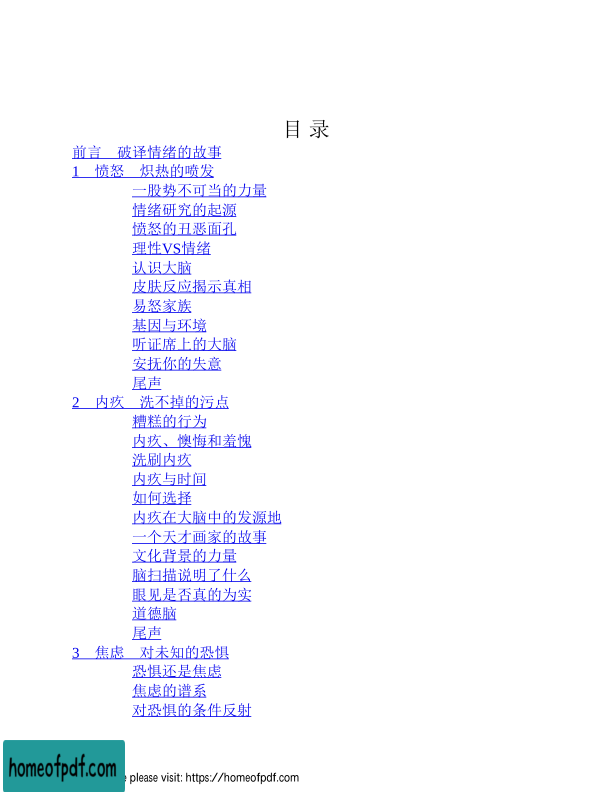 目 录
前言　破译情绪的故事
1　愤怒　炽热的喷发
一股势不可当的力量
情绪研究的起源
愤怒的丑恶面孔
理性VS情绪
认识大脑
皮肤反应揭示真相
易怒家族
基因与环境
听证席上的大脑
安抚你的失意
尾声
2　内疚　洗不掉的污点
糟糕的行为
内疚、懊悔和羞愧
洗刷内疚
内疚与时间
如何选择
内疚在大脑中的发源地
一个天才画家的故事
文化背景的力量
脑扫描说明了什么
眼见是否真的为实
道德脑
尾声
3　焦虑　对未知的恐惧
恐惧还是焦虑
焦虑的谱系
对恐惧的条件反射
homeofpdf.com
please visit: https://homeofpdf.com